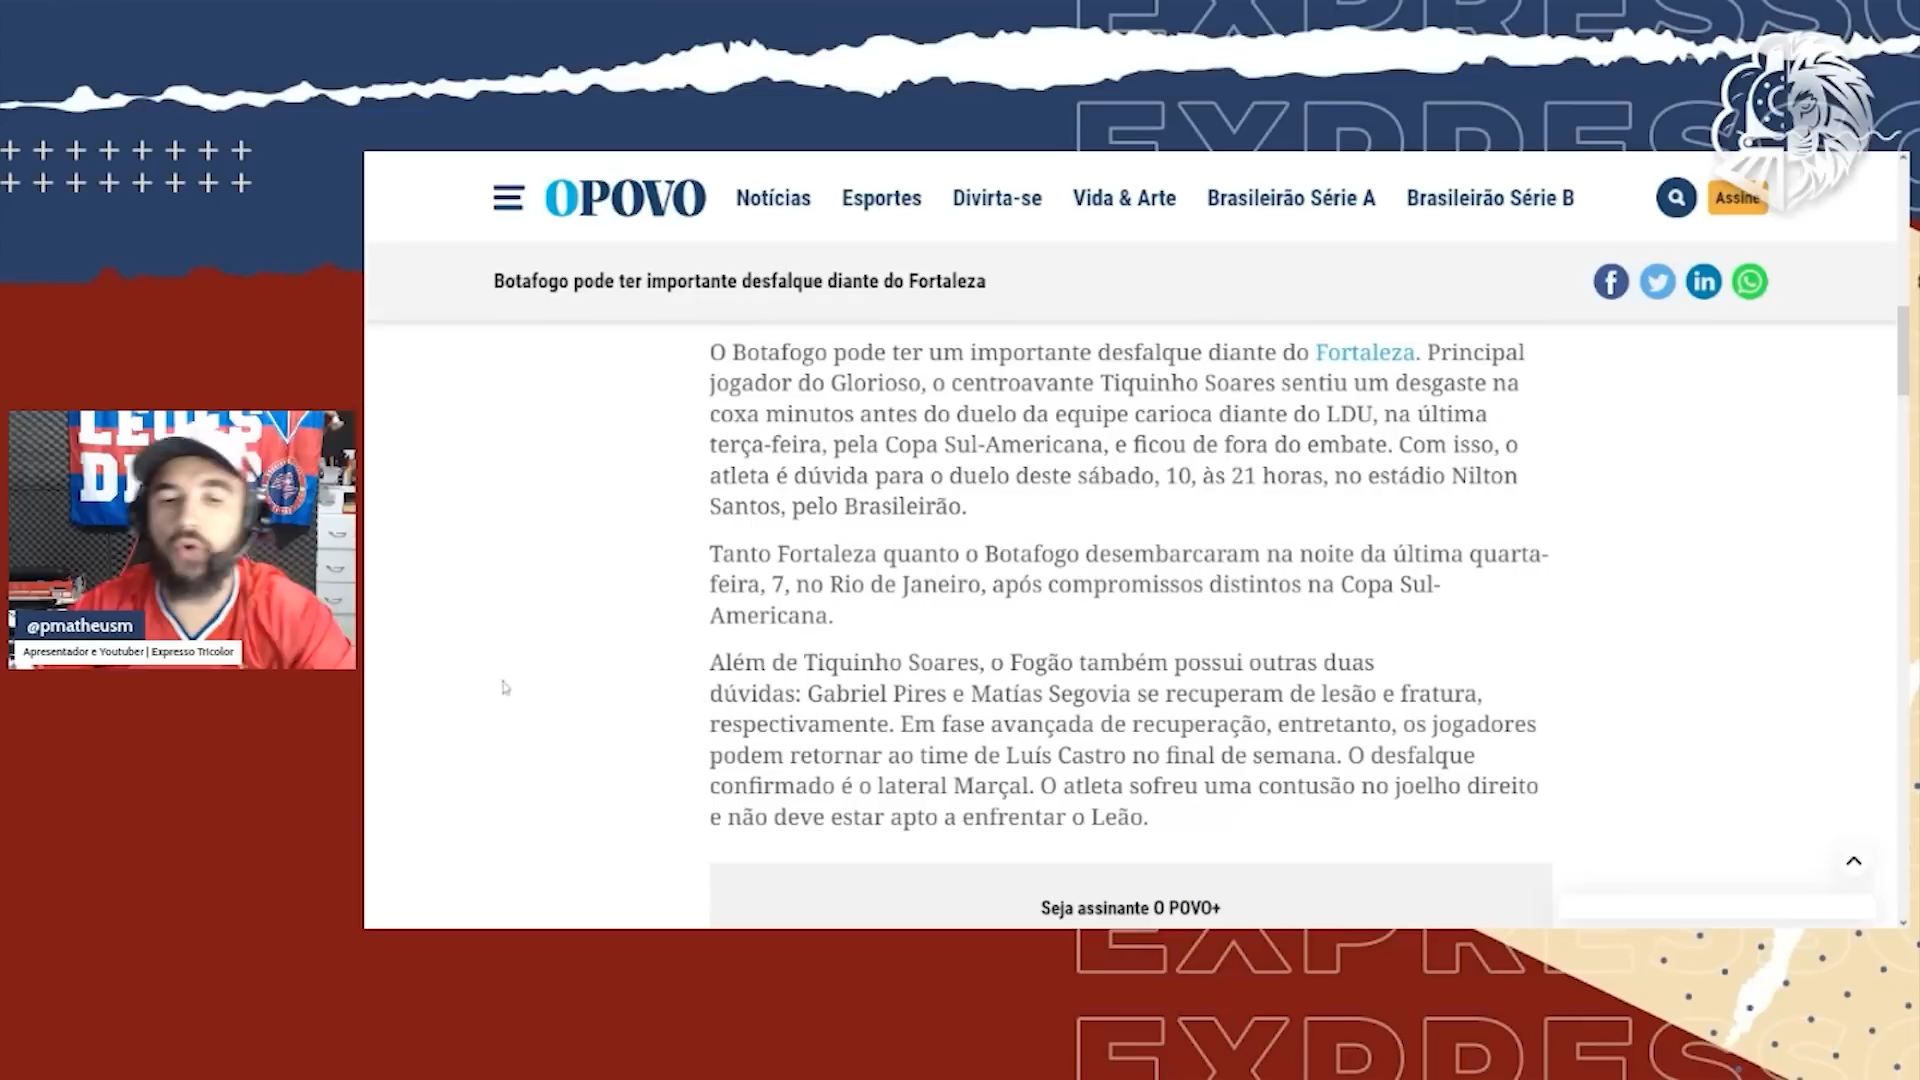 EXPRESSO
EXPRESS
OPOVO
Notícias
Esportes
Divirta-se
Vida & Arte
Brasileirão Série A
Brasileirão Série B
Assine
Botafogo pode ter importante desfalque diante do Fortaleza
O Botafogo pode ter um importante desfalque diante do Fortaleza. Principal
jogador do Glorioso, o centroavante Tiquinho Soares sentiu um desgaste na
coxa minutos antes do duelo da equipe carioca diante do LDU, na última
terça-feira, pela Copa Sul-Americana, e ficou de fora do embate. Com isso, o
atleta é dúvida para o duelo deste sábado, 10, às 21 horas, no estádio Nilton
Santos, pelo Brasileirão.
Tanto Fortaleza quanto o Botafogo desembarcaram na noite da última quarta-
feira, 7, no Rio de Janeiro, após compromissos distintos na Copa Sul-
Americana.
Além de Tiquinho Soares, o Fogão também possui outras duas
dúvidas: Gabriel Pires e Matías Segovia se recuperam de lesão e fratura,
respectivamente. Em fase avançada de recuperação, entretanto, os jogadores
podem retornar ao time de Luís Castro no final de semana. O desfalque
confirmado é o lateral Marçal. O atleta sofreu uma contusão no joelho direito
e não deve estar apto a enfrentar o Leão.
Seja assinante O POVO+
@pmatheusm
Apresentador e Youtuber | Expresso Tricolor
EXPRESSO
EXPRESSO